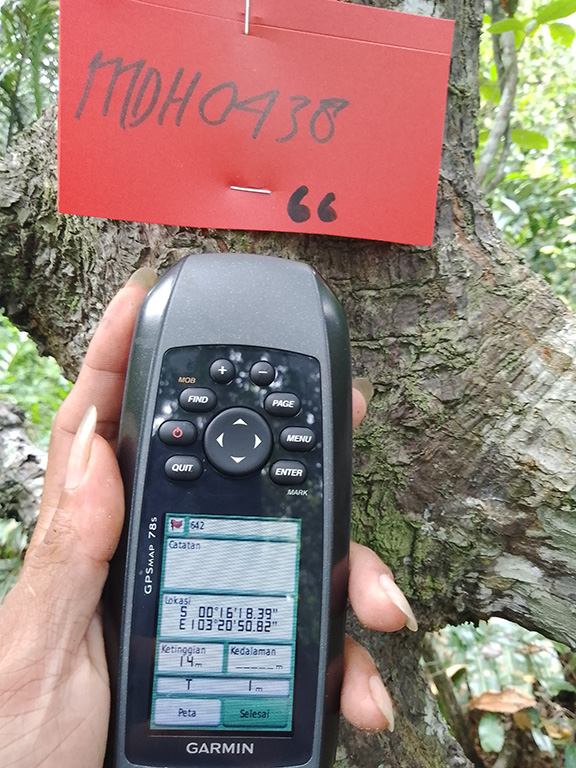 MDH0438
66
+ −
MOB
FIND PAGE
MENU
QUIT ENTER
MARK
GPSMAP 78s
642
Catatan
Lokasi
S 00°16'18.39"
E103°20'50.82"
Ketinggian Kedalaman
14m _____m
T 1m
Peta Selesai
GARMIN